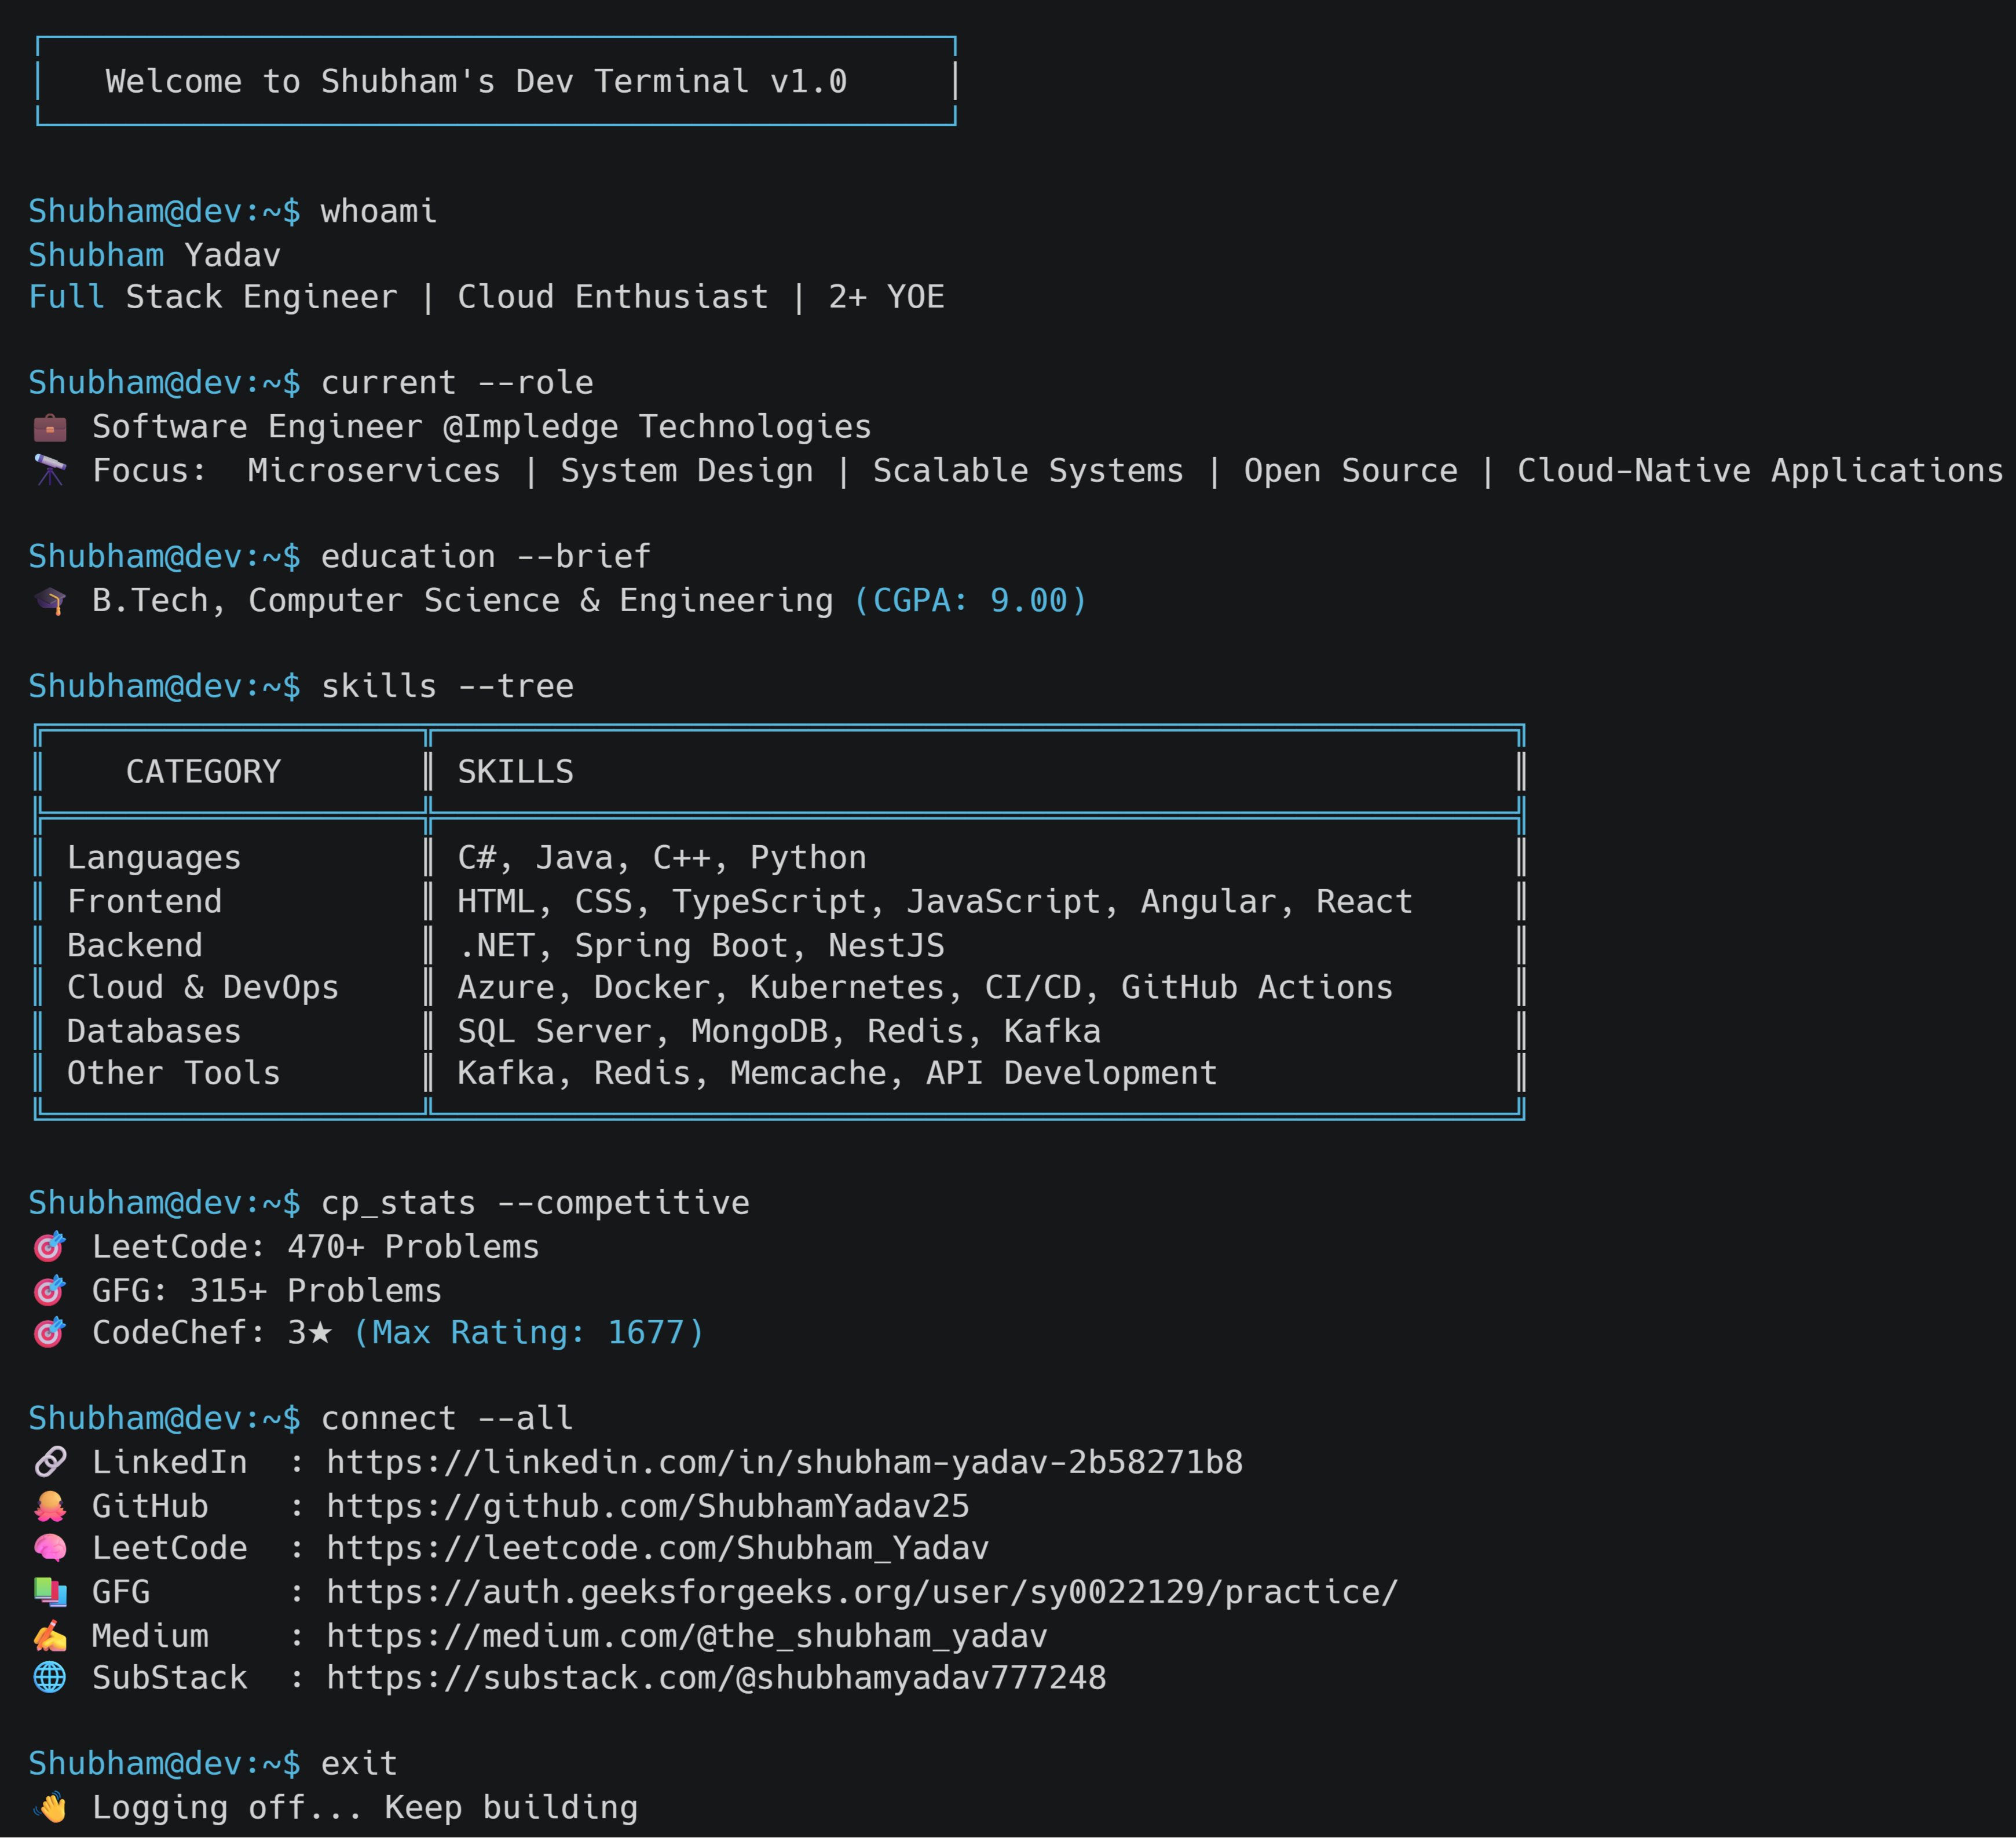 Welcome to Shubham's Dev Terminal v1.0
Shubham@dev:~$ whoami
Shubham Yadav
Full Stack Engineer | Cloud Enthusiast | 2+ YOE
Shubham@dev:~$ current --role
💼 Software Engineer @Impledge Technologies
🔭 Focus:  Microservices | System Design | Scalable Systems | Open Source | Cloud-Native Applications
Shubham@dev:~$ education --brief
🎓 B.Tech, Computer Science & Engineering (CGPA: 9.00)
Shubham@dev:~$ skills --tree
CATEGORY ║ SKILLS
Languages ║ C#, Java, C++, Python
Frontend ║ HTML, CSS, TypeScript, JavaScript, Angular, React
Backend ║ .NET, Spring Boot, NestJS
Cloud & DevOps ║ Azure, Docker, Kubernetes, CI/CD, GitHub Actions
Databases ║ SQL Server, MongoDB, Redis, Kafka
Other Tools ║ Kafka, Redis, Memcache, API Development
Shubham@dev:~$ cp_stats --competitive
🎯 LeetCode: 470+ Problems
🎯 GFG: 315+ Problems
🎯 CodeChef: 3★ (Max Rating: 1677)
Shubham@dev:~$ connect --all
🔗 LinkedIn  : https://linkedin.com/in/shubham-yadav-2b58271b8
🐙 GitHub    : https://github.com/ShubhamYadav25
🧠 LeetCode  : https://leetcode.com/Shubham_Yadav
📚 GFG       : https://auth.geeksforgeeks.org/user/sy0022129/practice/
✍️ Medium    : https://medium.com/@the_shubham_yadav
🌐 SubStack  : https://substack.com/@shubhamyadav777248
Shubham@dev:~$ exit
👋 Logging off... Keep building